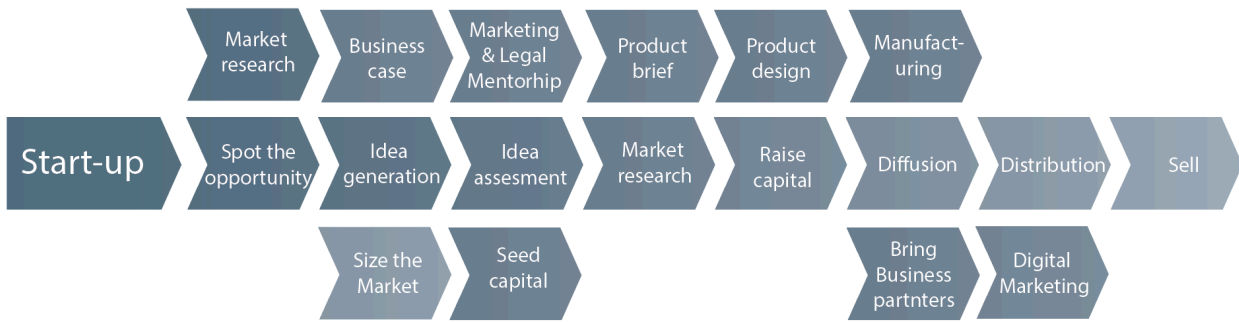 Market
research
Business
case
Marketing
& Legal
Mentorhip
Product
brief
Product
design
Manufact-
uring
Start-up
Spot the
opportunity
Idea
generation
Idea
assesment
Market
research
Raise
capital
Diffusion
Distribution
Sell
Size the
Market
Seed
capital
Bring
Business
partnters
Digital
Marketing